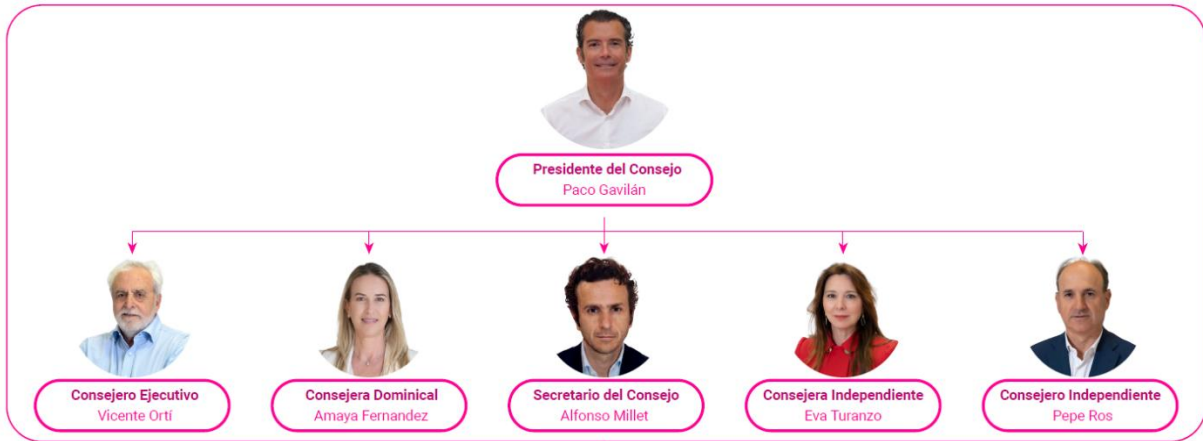 Presidente del Consejo
Paco Gavilán
Consejero Ejecutivo
Vicente Ortí
Consejera Dominical
Amaya Fernandez
Secretario del Consejo
Alfonso Millet
Consejera Independiente
Eva Turanzo
Consejero Independiente
Pepe Ros